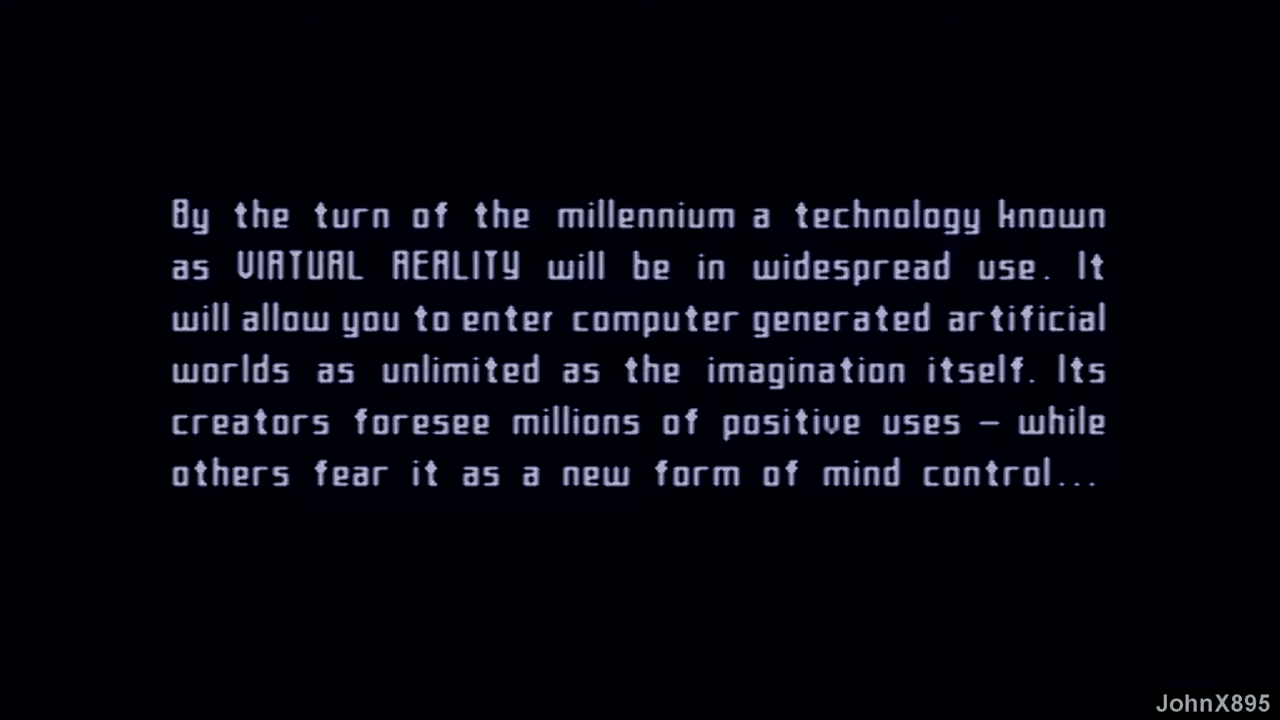 By the turn of the millennium a technology known
as VIRTUAL REALITY will be in widespread use. It
will allow you to enter computer generated artificial
worlds as unlimited as the imagination itself. Its
creators foresee millions of positive uses – while
others fear it as a new form of mind control...
JohnX895